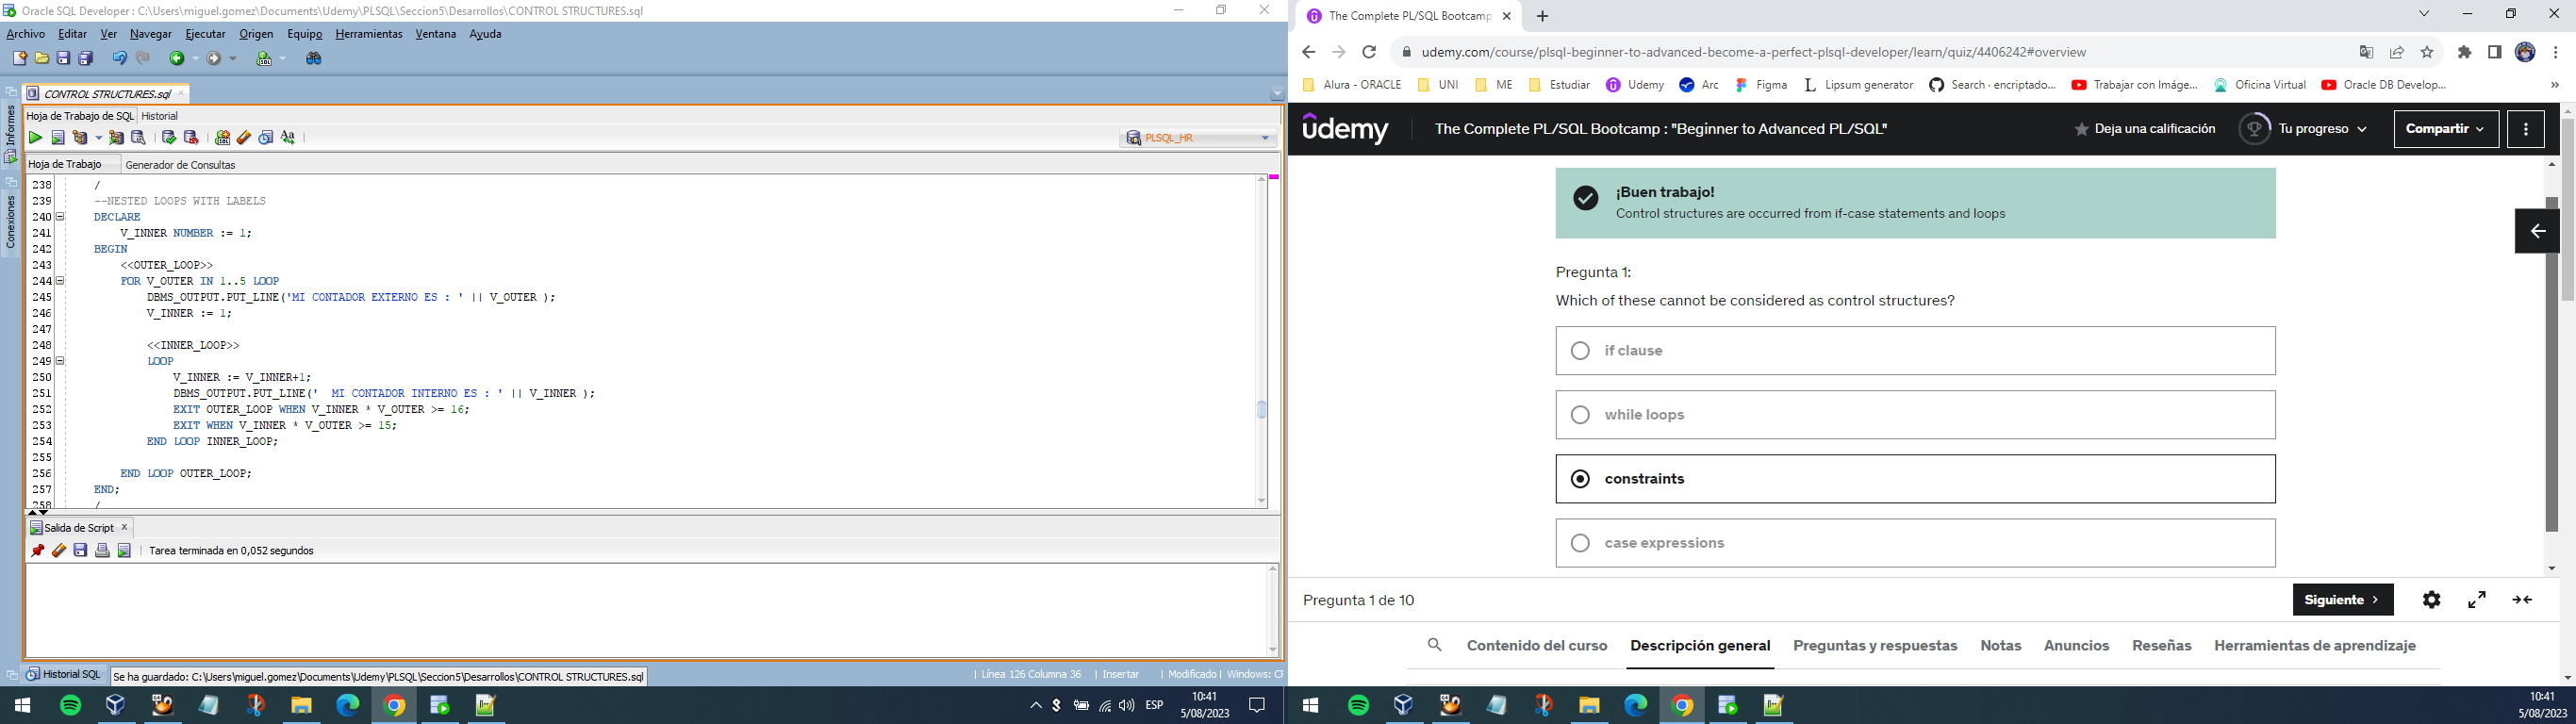 Oracle SQL Developer : C:\Users\miguel.gomez\Documents\Udemy\PLSQL\Seccion5\Desarrollos\CONTROL STRUCTURES.sql
Archivo Editar Ver Navegar Ejecutar Origen Equipo Herramientas Ventana Ayuda
CONTROL STRUCTURES.sql
Informes
Conexiones
Hoja de Trabajo de SQL Historial
PLSQL_HR
Hoja de Trabajo Generador de Consultas
238 /
239 --NESTED LOOPS WITH LABELS
240 DECLARE
241 V_INNER NUMBER := 1;
242 BEGIN
243 <<OUTER_LOOP>>
244 FOR V_OUTER IN 1..5 LOOP
245 DBMS_OUTPUT.PUT_LINE('MI CONTADOR EXTERNO ES : ' || V_OUTER );
246 V_INNER := 1;
247
248 <<INNER_LOOP>>
249 LOOP
250 V_INNER := V_INNER+1;
251 DBMS_OUTPUT.PUT_LINE('  MI CONTADOR INTERNO ES : ' || V_INNER );
252 EXIT OUTER_LOOP WHEN V_INNER * V_OUTER >= 16;
253 EXIT WHEN V_INNER * V_OUTER >= 15;
254 END LOOP INNER_LOOP;
255
256 END LOOP OUTER_LOOP;
257 END;
258 /
Salida de Script x
Tarea terminada en 0,052 segundos
Historial SQL Se ha guardado: C:\Users\miguel.gomez\Documents\Udemy\PLSQL\Seccion5\Desarrollos\CONTROL STRUCTURES.sql
| Línea 126 Columna 36 | Insertar | Modificado | Windows: CF
ESP
10:41
5/08/2023
The Complete PL/SQL Bootcamp
udemy.com/course/plsql-beginner-to-advanced-become-a-perfect-plsql-developer/learn/quiz/4406242#overview
Alura - ORACLE UNI ME Estudiar Udemy Arc Figma Lipsum generator Search · encriptado... Trabajar con Imáge... Oficina Virtual Oracle DB Develop... »
udemy The Complete PL/SQL Bootcamp : "Beginner to Advanced PL/SQL" Deja una calificación Tu progreso Compartir
¡Buen trabajo!
Control structures are occurred from if-case statements and loops
Pregunta 1:
Which of these cannot be considered as control structures?
if clause
while loops
constraints
case expressions
Pregunta 1 de 10
Siguiente
Contenido del curso Descripción general Preguntas y respuestas Notas Anuncios Reseñas Herramientas de aprendizaje
10:41
5/08/2023